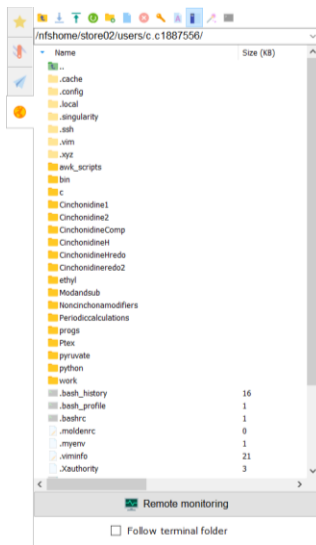 /nfshome/store02/users/c.c1887556/
Name Size (KB)
..
.cache
.config
.local
.singularity
.ssh
.vim
.xyz
awk_scripts
bin
c
Cinchonidine1
Cinchonidine2
CinchonidineComp
CinchonidineH
CinchonidineHredo
Cinchonidineredo2
ethyl
Modandsub
Noncinchonamodifiers
Periodiccalculations
progs
Ptex
pyruvate
python
work
.bash_history 16
.bash_profile 1
.bashrc 1
.moldenrc 0
.myenv 1
.viminfo 21
.Xauthority 3
Remote monitoring
Follow terminal folder